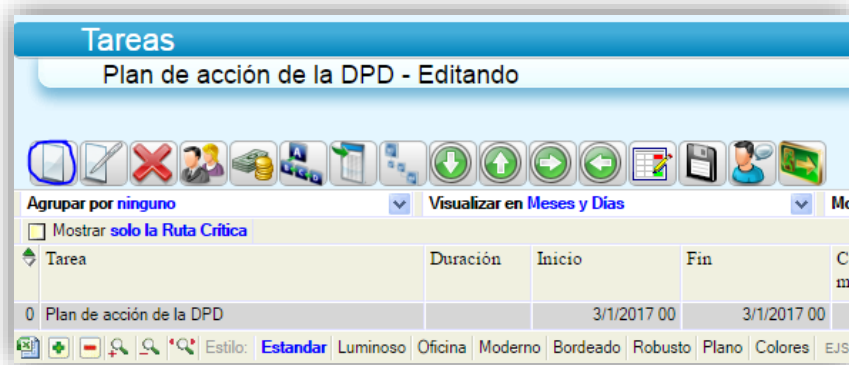 Tareas
Plan de acción de la DPD - Editando
Agrupar por ninguno Visualizar en Meses y Días Mo
Mostrar solo la Ruta Crítica
Tarea Duración Inicio Fin C
m
0 Plan de acción de la DPD 3/1/2017 00 3/1/2017 00
Estilo: Estandar Luminoso Oficina Moderno Bordeado Robusto Plano Colores EJS